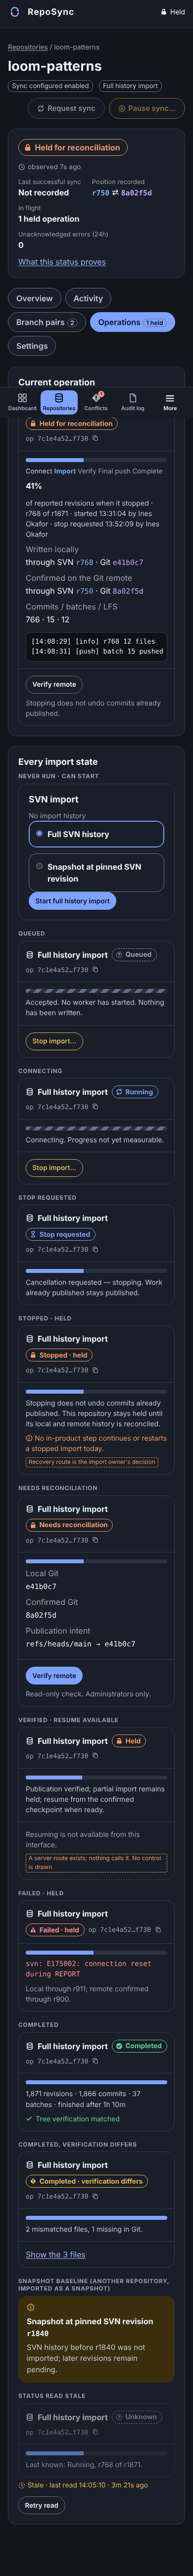 RepoSync
Held
Repositories / loom-patterns
loom-patterns
Sync configured enabled
Full history import
Request sync
Pause sync...
Held for reconciliation
observed 7s ago
Last successful sync
Not recorded
Position recorded
r750 ⇄ 8a02f5d
In flight
1 held operation
Unacknowledged errors (24h)
0
What this status proves
Overview
Activity
Branch pairs 2
Operations 1 held
Settings
Current operation
Dashboard
Repositories
Conflicts
1
Audit log
More
Held for reconciliation
op 7c1e4a52…f730
Connect Import Verify Final push Complete
41%
of reported revisions when it stopped ·
r768 of r1871 · started 13:31:04 by Ines
Okafor · stop requested 13:52:09 by Ines
Okafor
Written locally
through SVN r768 · Git e41b0c7
Confirmed on the Git remote
through SVN r750 · Git 8a02f5d
Commits / batches / LFS
766 · 15 · 12
[14:08:29] [info] r768 12 files
[14:08:31] [push] batch 15 pushed
Verify remote
Stopping does not undo commits already
published.
Every import state
NEVER RUN · CAN START
SVN import
No import history
Full SVN history
Snapshot at pinned SVN
revision
Start full history import
QUEUED
Full history import
Queued
op 7c1e4a52…f730
Accepted. No worker has started. Nothing
has been written.
Stop import...
CONNECTING
Full history import
Running
op 7c1e4a52…f730
Connecting. Progress not yet measurable.
Stop import...
STOP REQUESTED
Full history import
Stop requested
op 7c1e4a52…f730
Cancellation requested — stopping. Work
already published stays published.
STOPPED · HELD
Full history import
Stopped · held
op 7c1e4a52…f730
Stopping does not undo commits already
published. This repository stays held until
its local and remote history is reconciled.
No in-product step continues or restarts
a stopped import today.
Recovery route is the import owner's decision
NEEDS RECONCILIATION
Full history import
Needs reconciliation
op 7c1e4a52…f730
Local Git
e41b0c7
Confirmed Git
8a02f5d
Publication intent
refs/heads/main → e41b0c7
Verify remote
Read-only check. Administrators only.
VERIFIED · RESUME AVAILABLE
Full history import
Held
op 7c1e4a52…f730
Publication verified; partial import remains
held; resume from the confirmed
checkpoint when ready.
Resuming is not available from this
interface.
A server route exists; nothing calls it. No control
is drawn
FAILED · HELD
Full history import
Failed · held
op 7c1e4a52…f730
svn: E175002: connection reset
during REPORT
Local through r911; remote confirmed
through r900.
COMPLETED
Full history import
Completed
op 7c1e4a52…f730
1,871 revisions · 1,866 commits · 37
batches · finished after 1h 10m
Tree verification matched
COMPLETED, VERIFICATION DIFFERS
Full history import
Completed · verification differs
op 7c1e4a52…f730
2 mismatched files, 1 missing in Git.
Show the 3 files
SNAPSHOT BASELINE (ANOTHER REPOSITORY,
IMPORTED AS A SNAPSHOT)
Snapshot at pinned SVN revision
r1840
SVN history before r1840 was not
imported; later revisions remain
pending.
STATUS READ STALE
Full history import
Unknown
op 7c1e4a52…f730
Last known: Running, r768 of r1871.
Stale · last read 14:05:10 · 3m 21s ago
Retry read